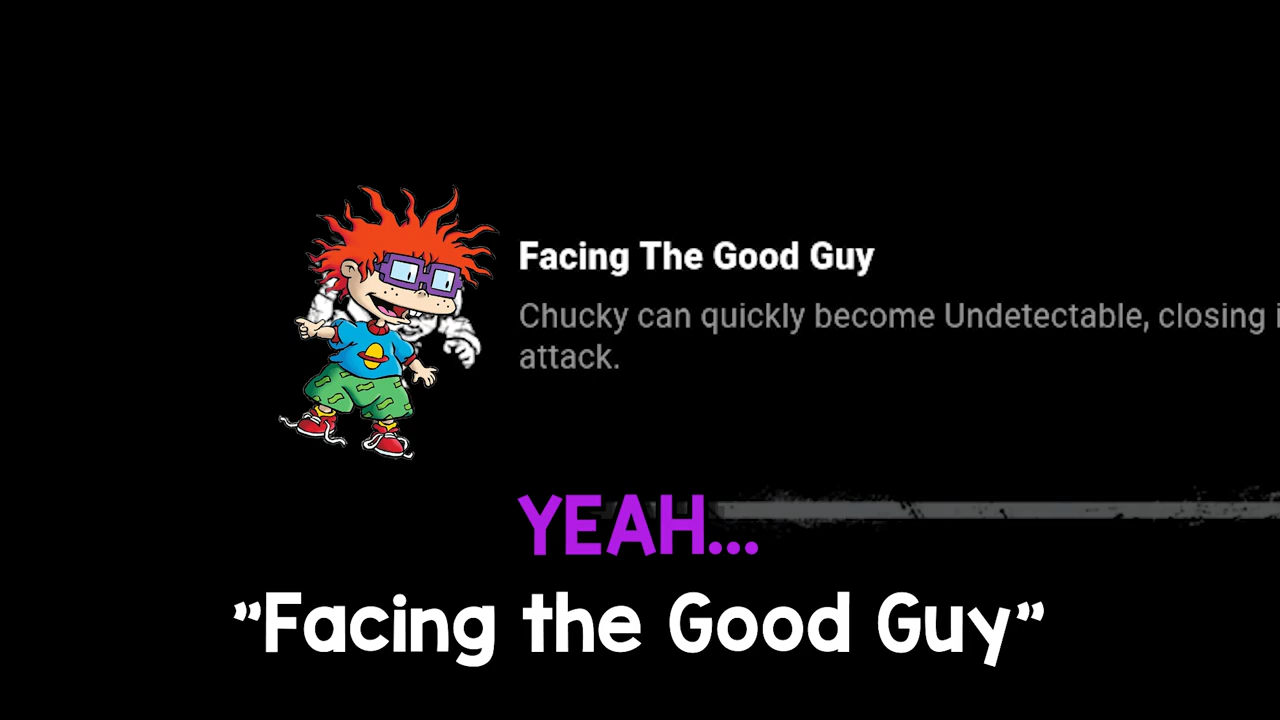 Facing The Good Guy
Chucky can quickly become Undetectable, closing
attack.
YEAH...
"Facing the Good Guy"